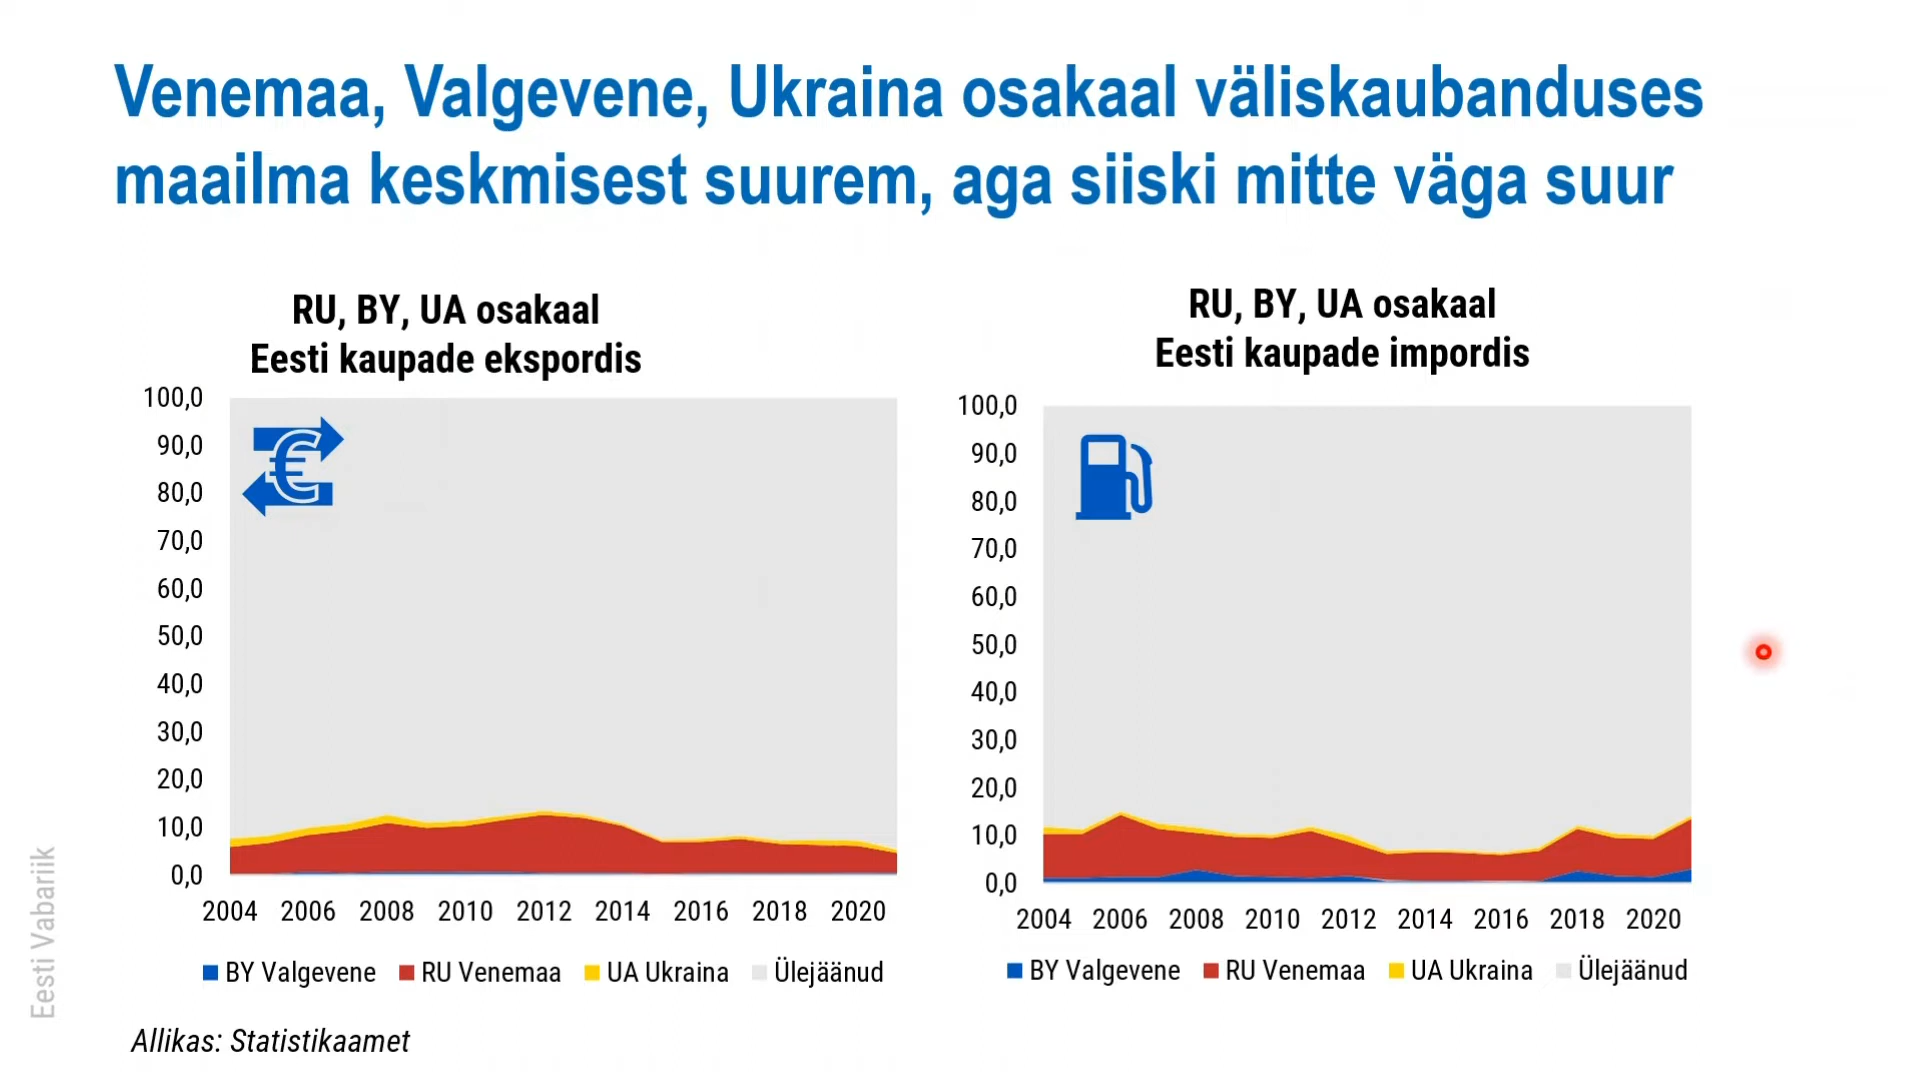 Venemaa, Valgevene, Ukraina osakaal väliskaubanduses
maailma keskmisest suurem, aga siiski mitte väga suur
RU, BY, UA osakaal
Eesti kaupade ekspordis
100,0
90,0
80,0
70,0
60,0
50,0
40,0
30,0
20,0
10,0
0,0
2004 2006 2008 2010 2012 2014 2016 2018 2020
BY Valgevene RU Venemaa UA Ukraina Ülejäänud
RU, BY, UA osakaal
Eesti kaupade impordis
100,0
90,0
80,0
70,0
60,0
50,0
40,0
30,0
20,0
10,0
0,0
2004 2006 2008 2010 2012 2014 2016 2018 2020
BY Valgevene RU Venemaa UA Ukraina Ülejäänud
Eesti Vabariik
Allikas: Statistikaamet